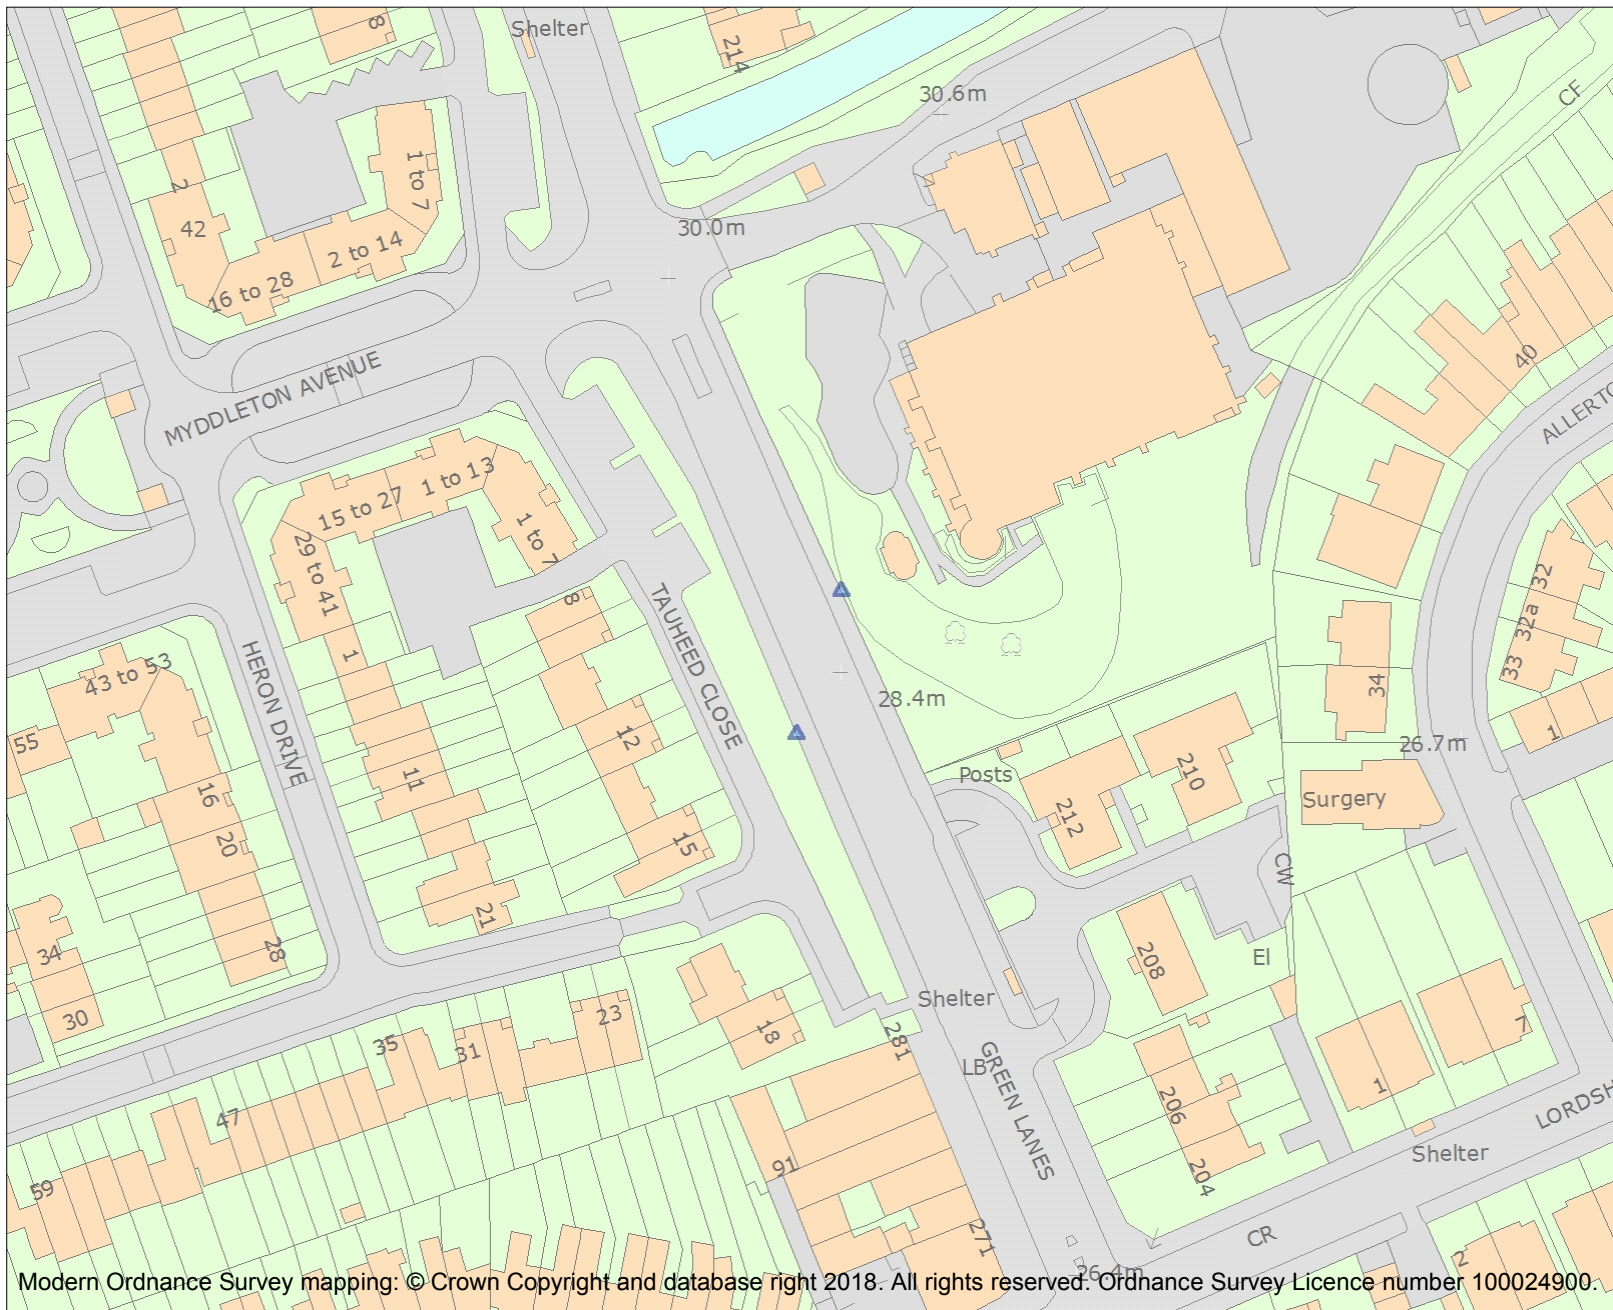 Shelter
8
214
30.6m
CF
1 to 7
2
42
30.0m
2 to 14
16 to 28
40
MYDDLETON AVENUE
ALLERTO
1 to 13
15 to 27
1 to 7
29 to 41
32
8
32a
TAUHEED CLOSE
1
HERON DRIVE
43 to 53
33
34
28.4m
55
12
1
26.7m
11
Posts
210
16
Surgery
212
20
15
CW
21
28
34
208
El
Shelter
30
23
18
281
7
35
31
LB
GREEN LANES
1
206
47
LORDSH
Shelter
91
204
59
271
CR
2
26.4m
Modern Ordnance Survey mapping: © Crown Copyright and database right 2018. All rights reserved. Ordnance Survey Licence number 100024900.